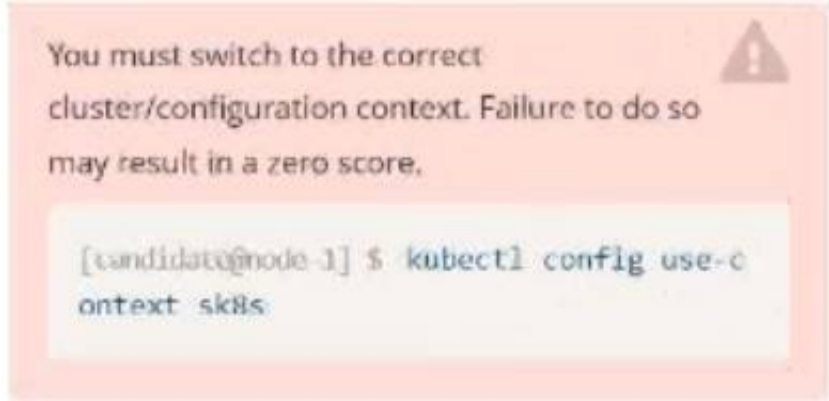 You must switch to the correct
cluster/configuration context. Failure to do so
may result in a zero score.
[candidate@node-1] $ kubectl config use-c
ontext sk8s